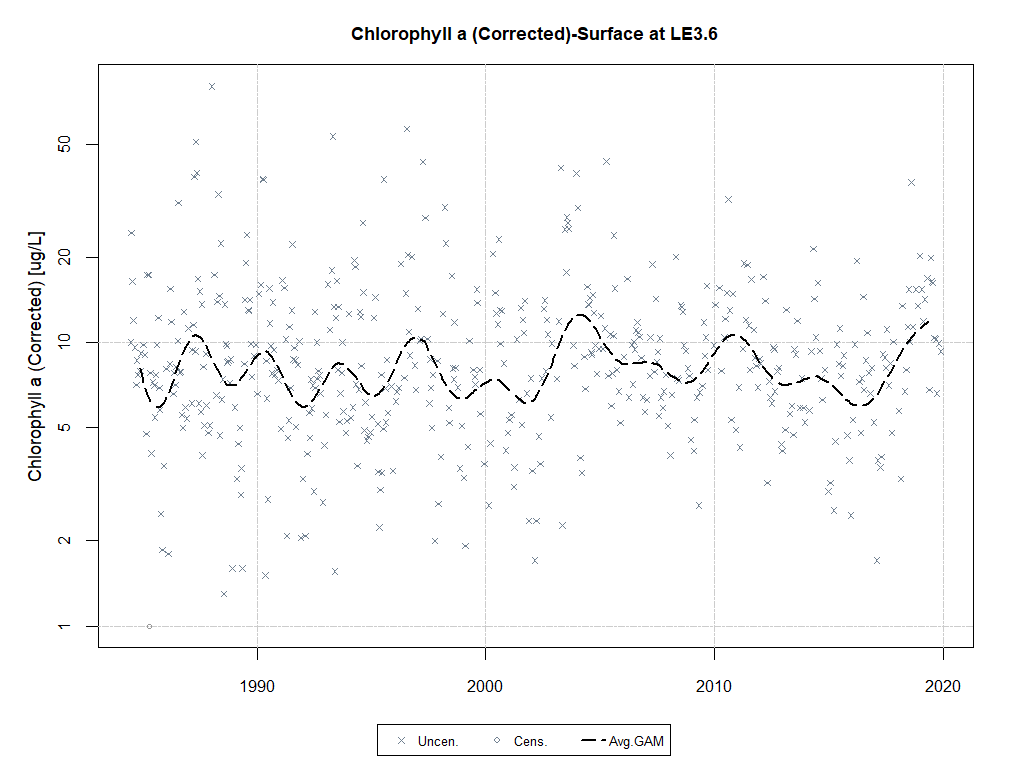 Chlorophyll a (Corrected)-Surface at LE3.6
Chlorophyll a (Corrected) [ug/L]
50
20
10
5
2
1
1990 2000 2010 2020
Uncen. Cens. Avg.GAM